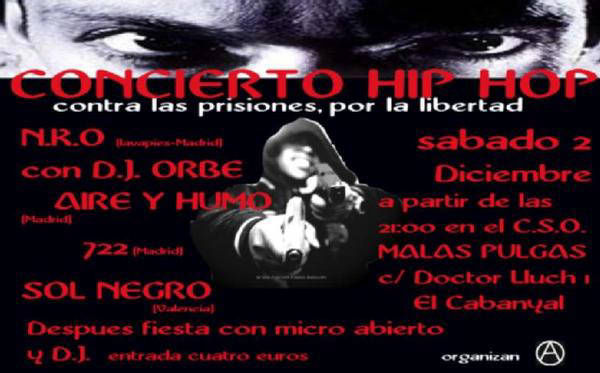 CONCIERTO HIP HOP
contra las prisiones, por la libertad
N.R.O (lavapies-Madrid)
con D.J. ORBE
AIRE Y HUMO
(Madrid)
722 (Madrid)
SOL NEGRO
(Valencia)
sabado 2
Diciembre
a partir de las
21:00 en el C.S.O.
MALAS PULGAS
c/ Doctor Lluch 1
El Cabanyal
Despues fiesta con micro abierto
y D.J. entrada cuatro euros
organizan A